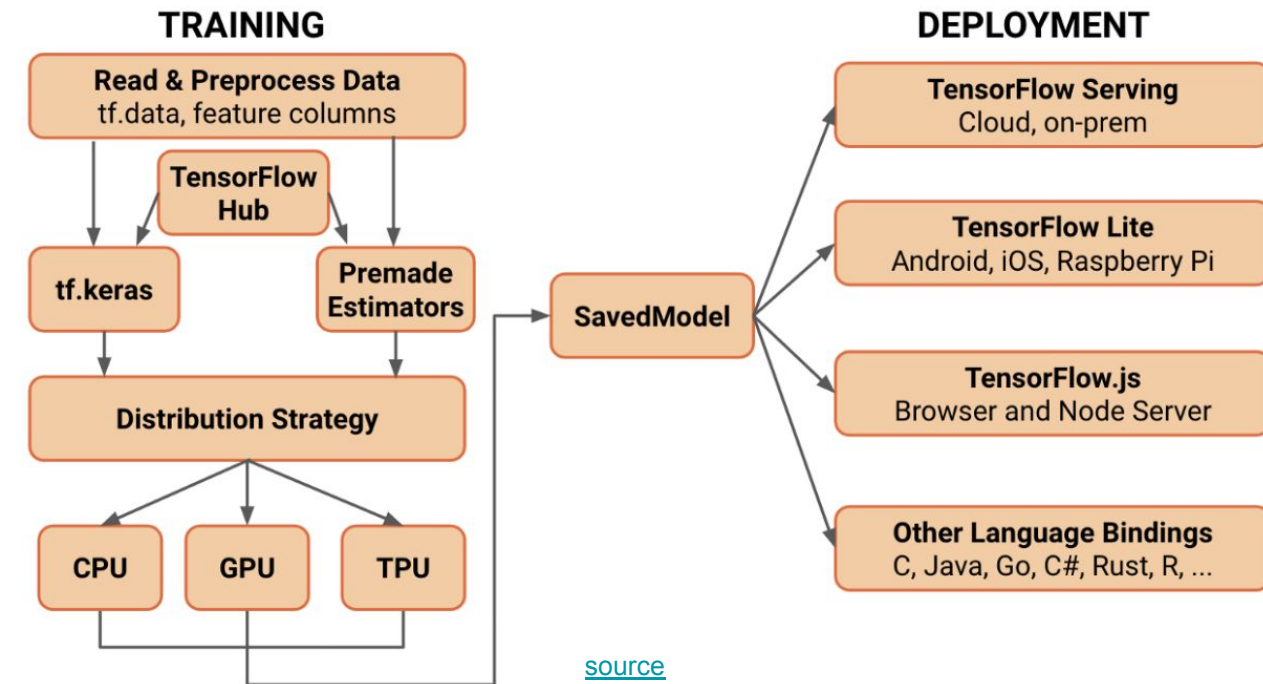 TRAINING
Read & Preprocess Data
tf.data, feature columns
TensorFlow
Hub
tf.keras
Premade
Estimators
Distribution Strategy
CPU
GPU
TPU
SavedModel
DEPLOYMENT
TensorFlow Serving
Cloud, on-prem
TensorFlow Lite
Android, iOS, Raspberry Pi
TensorFlow.js
Browser and Node Server
Other Language Bindings
C, Java, Go, C#, Rust, R, ...
source